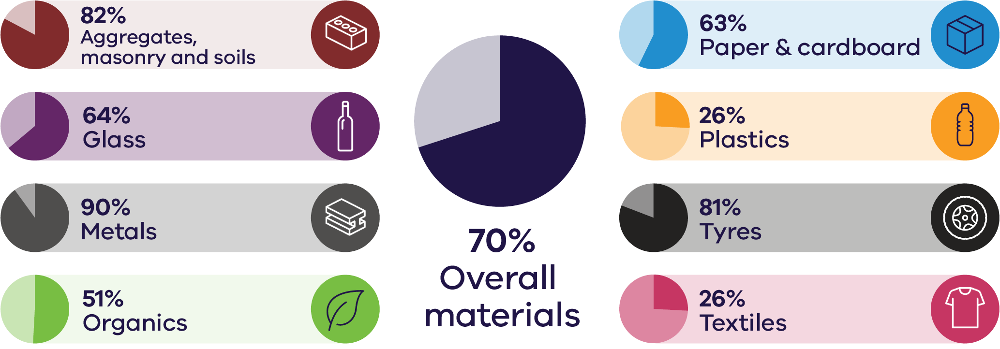 82%
Aggregates,
masonry and soils
64%
Glass
90%
Metals
51%
Organics
70%
Overall
materials
63%
Paper & cardboard
26%
Plastics
81%
Tyres
26%
Textiles